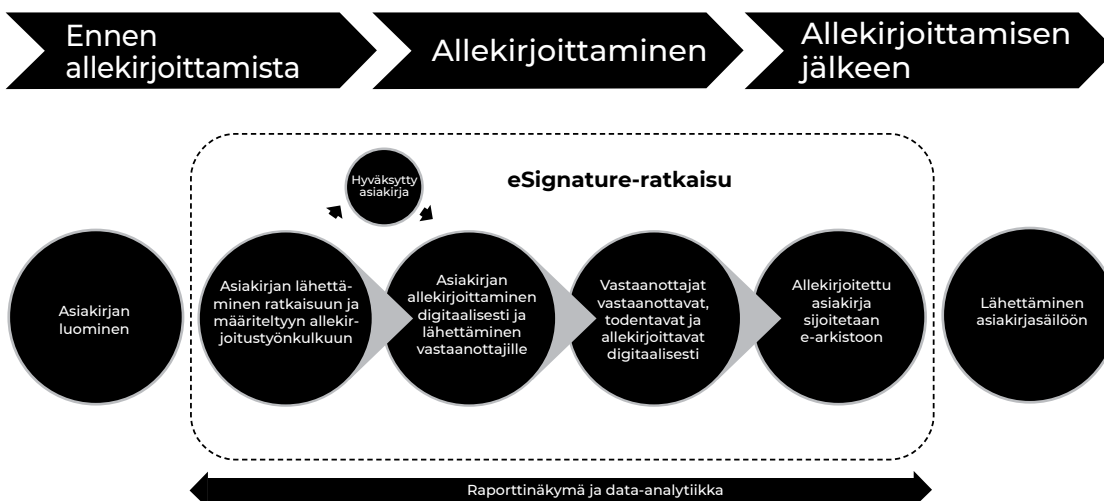 Ennen
allekirjoittamista
Allekirjoittaminen
Allekirjoittamisen
jälkeen
eSignature-ratkaisu
Hyväksytty
asiakirja
Asiakirjan
luominen
Asiakirjan lähettä-
minen ratkaisuun ja
määriteltyyn allekir-
joitustyönkulkuun
Asiakirjan
allekirjoittaminen
digitaalisesti ja
lähettäminen
vastaanottajille
Vastaanottajat
vastaanottavat,
todentavat ja
allekirjoittavat
digitaalisesti
Allekirjoitettu
asiakirja
sijoitetaan
e-arkistoon
Lähettäminen
asiakirjasäilöön
Raporttinäkymä ja data-analytiikka